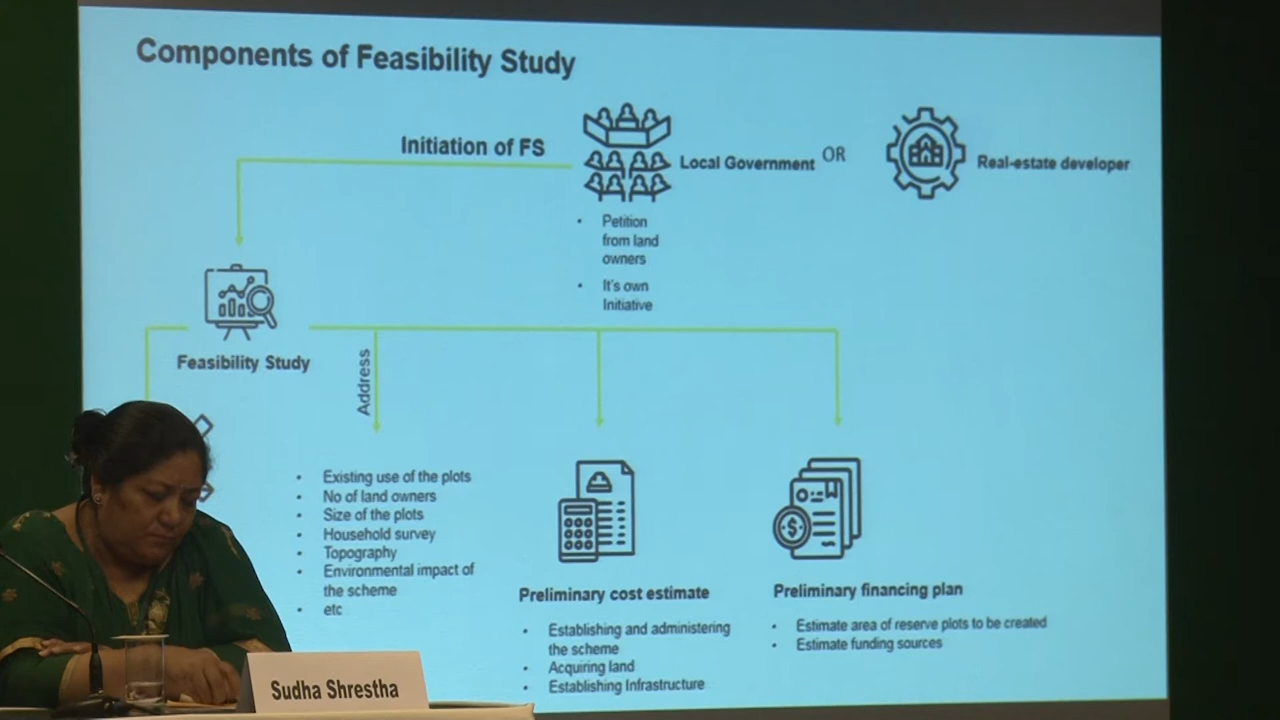 Components of Feasibility Study
Initiation of FS
Local Government
OR
Real-estate developer
• Petition
from land
owners
• It's own
Initiative
Feasibility Study
Address
• Existing use of the plots
• No of land owners
• Size of the plots
• Household survey
• Topography
• Environmental impact of
the scheme
• etc
Preliminary cost estimate
• Establishing and administering
the scheme
• Acquiring land
• Establishing Infrastructure
Preliminary financing plan
• Estimate area of reserve plots to be created
• Estimate funding sources
Sudha Shrestha